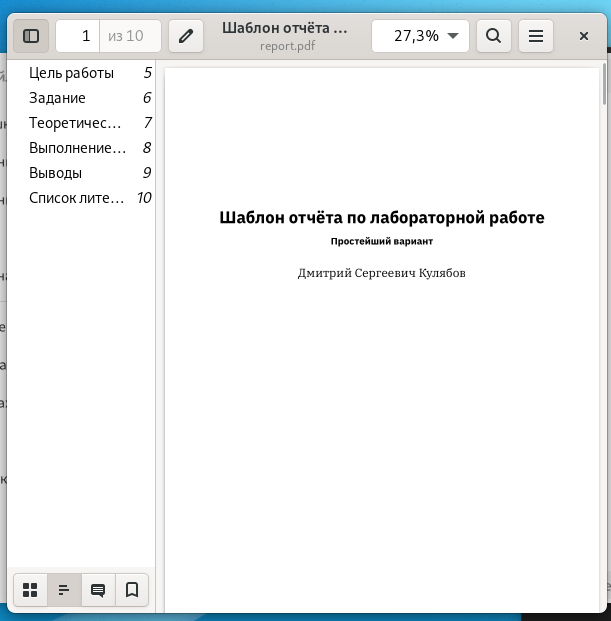 1 из 10 Шаблон отчёта ... 27,3%
report.pdf
Цель работы 5
Задание 6
Теоретичес... 7
Выполнение... 8
Выводы 9
Список лите... 10
Шаблон отчёта по лабораторной работе
Простейший вариант
Дмитрий Сергеевич Кулябов